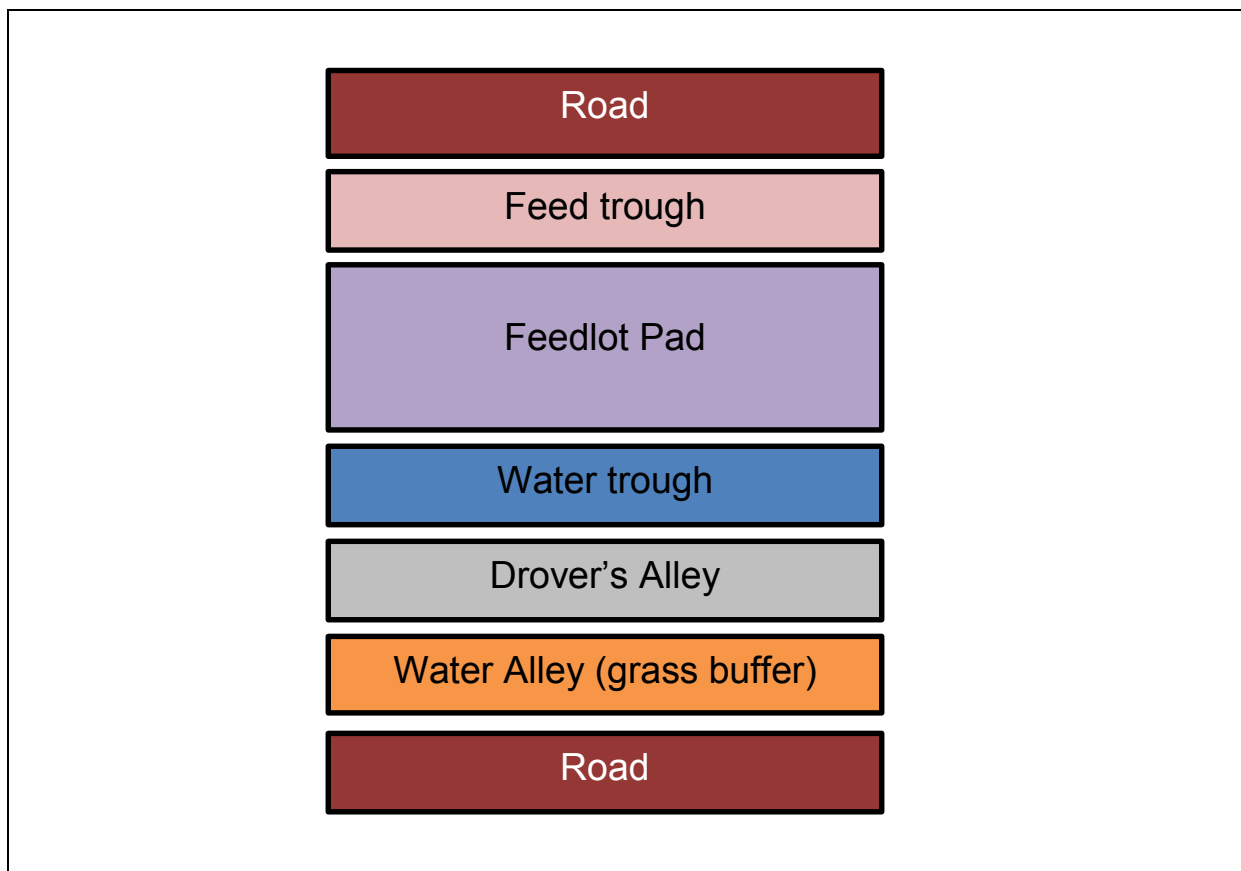 Road
Feed trough
Feedlot Pad
Water trough
Drover’s Alley
Water Alley (grass buffer)
Road